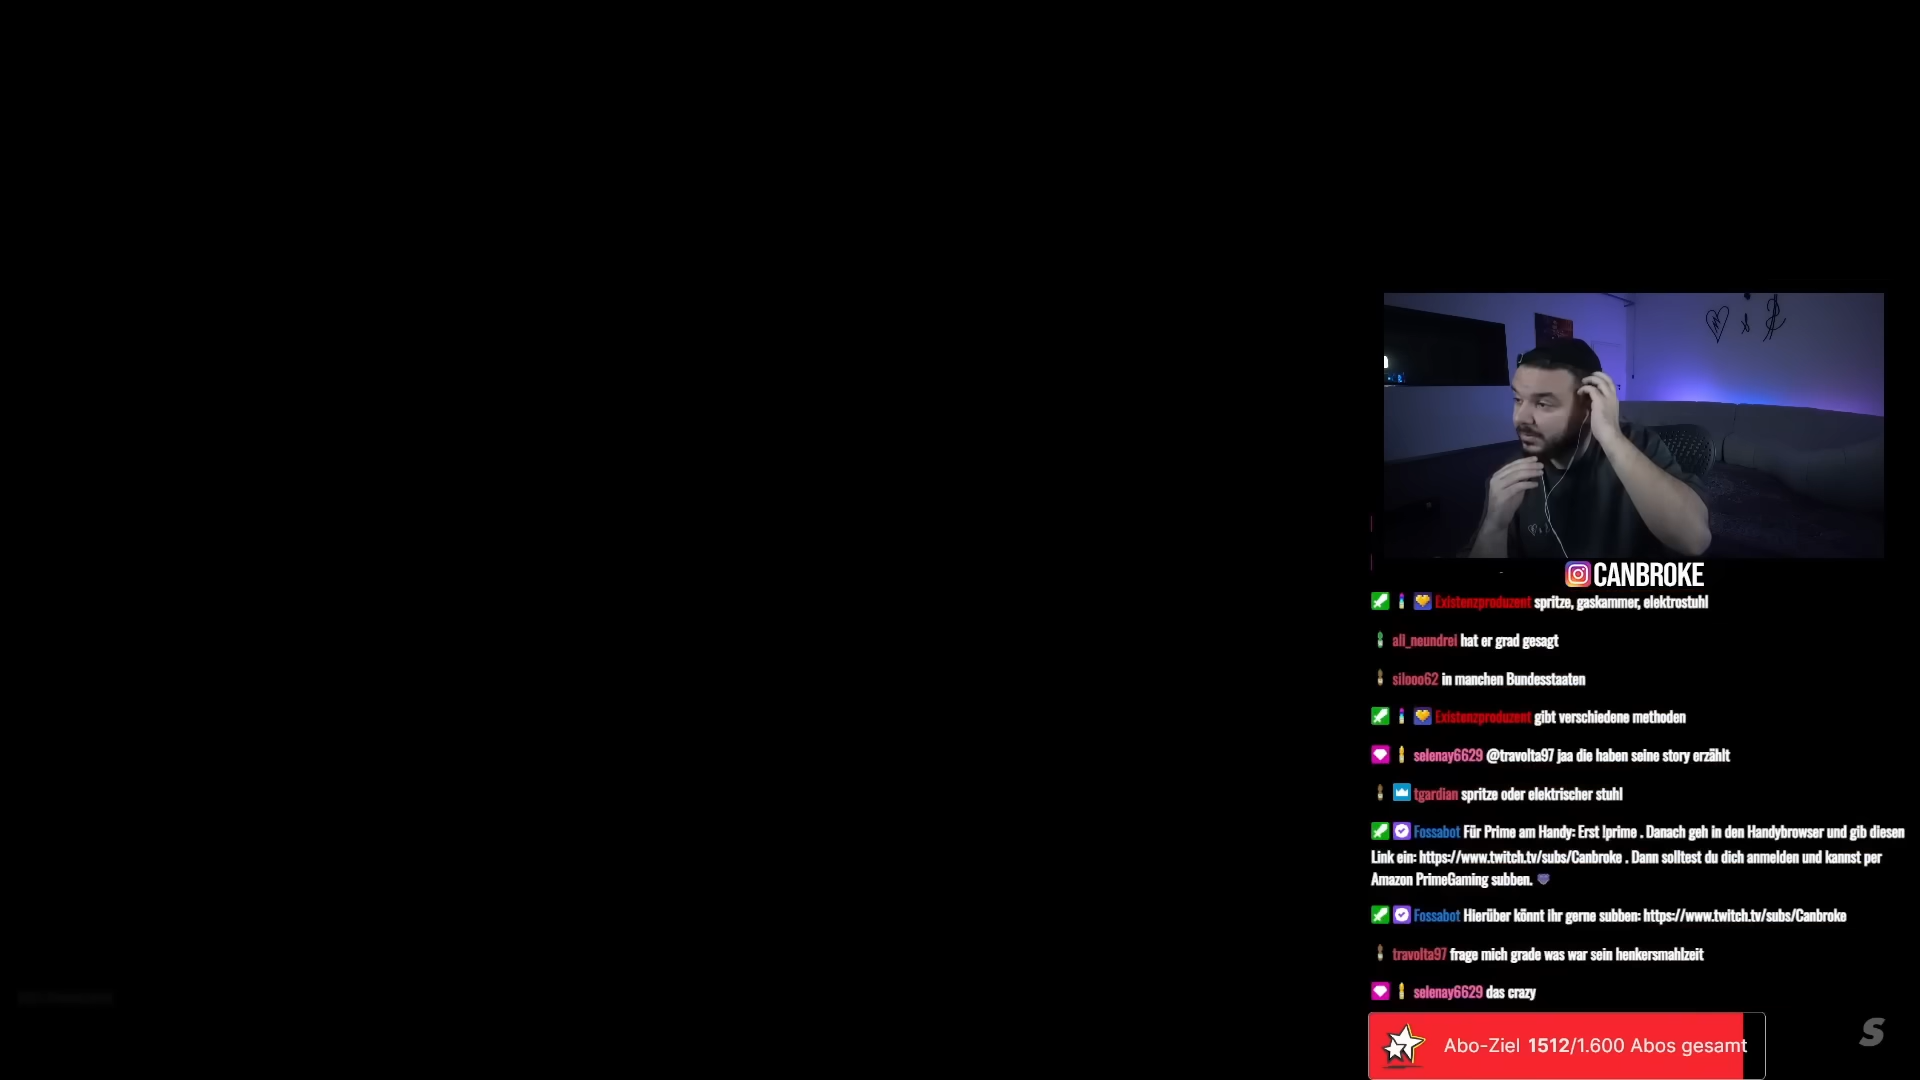 CANBROKE
Existenzproduzent spritze, gaskammer, elektrostuhl
ali_neundrei hat er grad gesagt
silooo62 in manchen Bundesstaaten
Existenzproduzent gibt verschiedene methoden
selenay6629 @travolta97 jaa die haben seine story erzählt
tgardian spritze oder elektrischer stuhl
Fossabot Für Prime am Handy: Erst !prime . Danach geh in den Handybrowser und gib diesen
Link ein: https://www.twitch.tv/subs/Canbroke . Dann solltest du dich anmelden und kannst per
Amazon PrimeGaming subben.
Fossabot Hierüber könnt ihr gerne subben: https://www.twitch.tv/subs/Canbroke
travolta97 frage mich grade was war sein henkersmahlzeit
selenay6629 das crazy
Abo-Ziel 1512/1.600 Abos gesamt
S